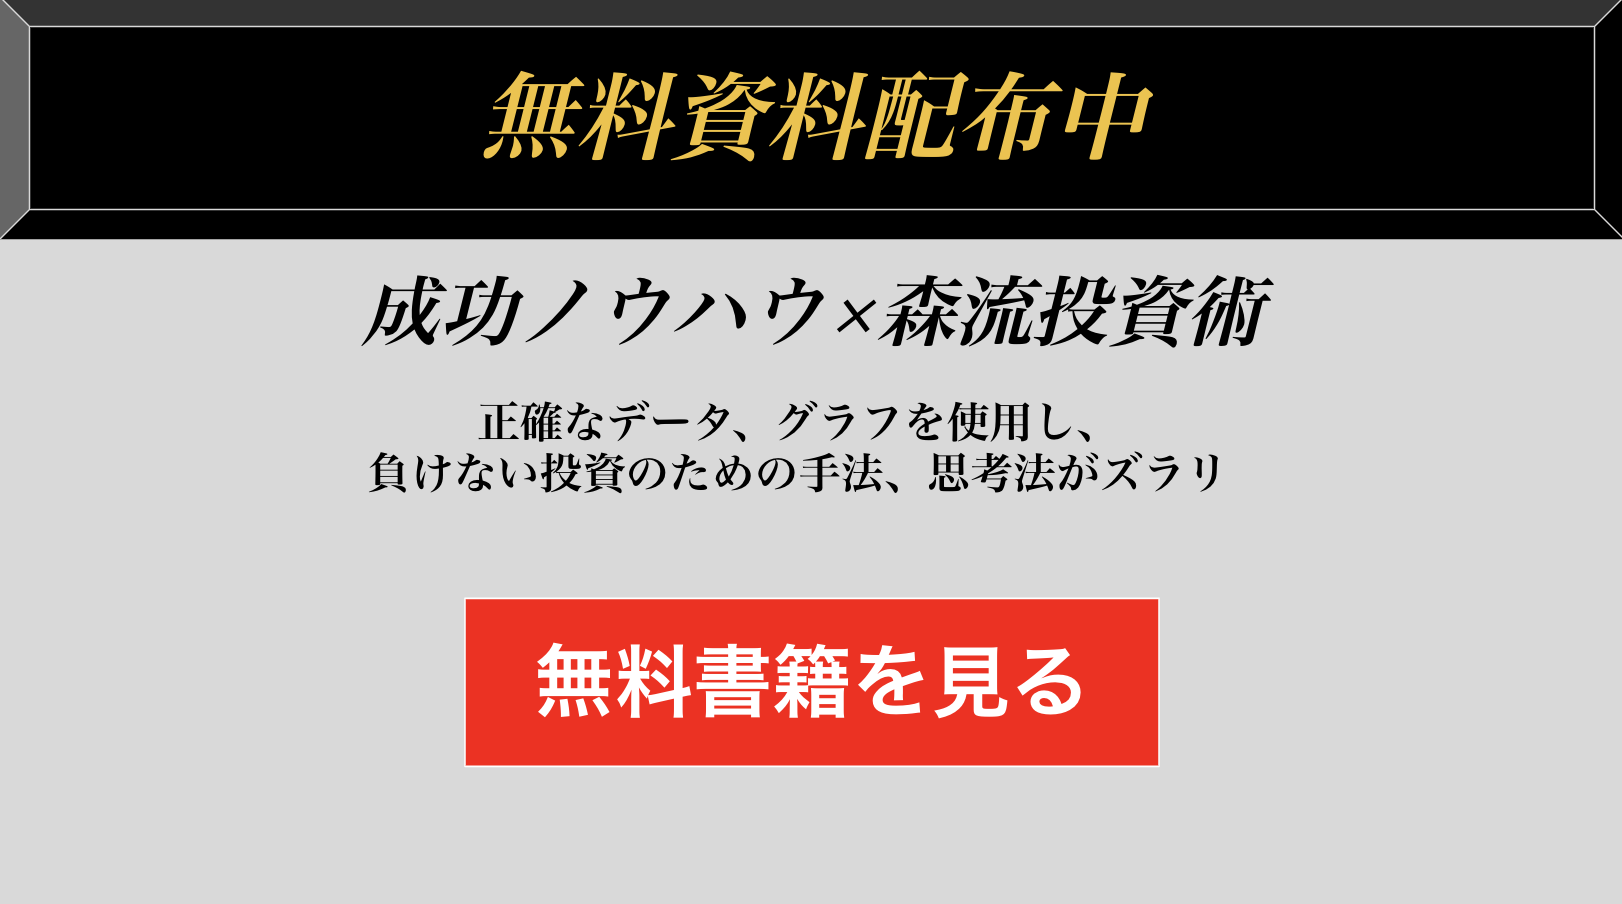 無料資料配布中
成功ノウハウ×森流投資術
正確なデータ、グラフを使用し、
負けない投資のための手法、思考法がズラリ
無料書籍を見る